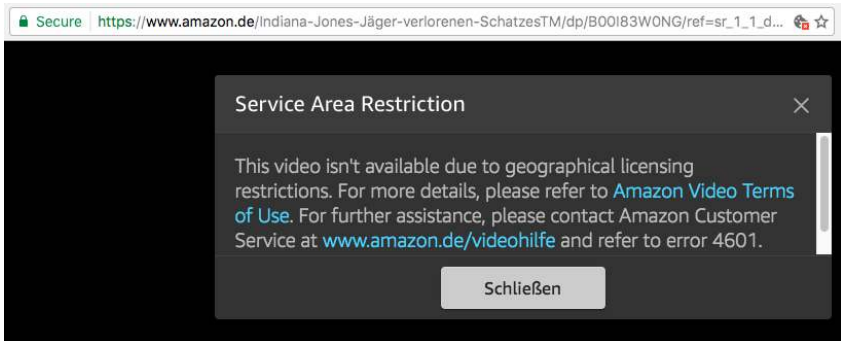 Secure https://www.amazon.de/Indiana-Jones-Jäger-verlorenen-SchatzesTM/dp/B00I83W0NG/ref=sr_1_1_d...
Service Area Restriction
This video isn't available due to geographical licensing
restrictions. For more details, please refer to Amazon Video Terms
of Use. For further assistance, please contact Amazon Customer
Service at www.amazon.de/videohilfe and refer to error 4601.
Schließen